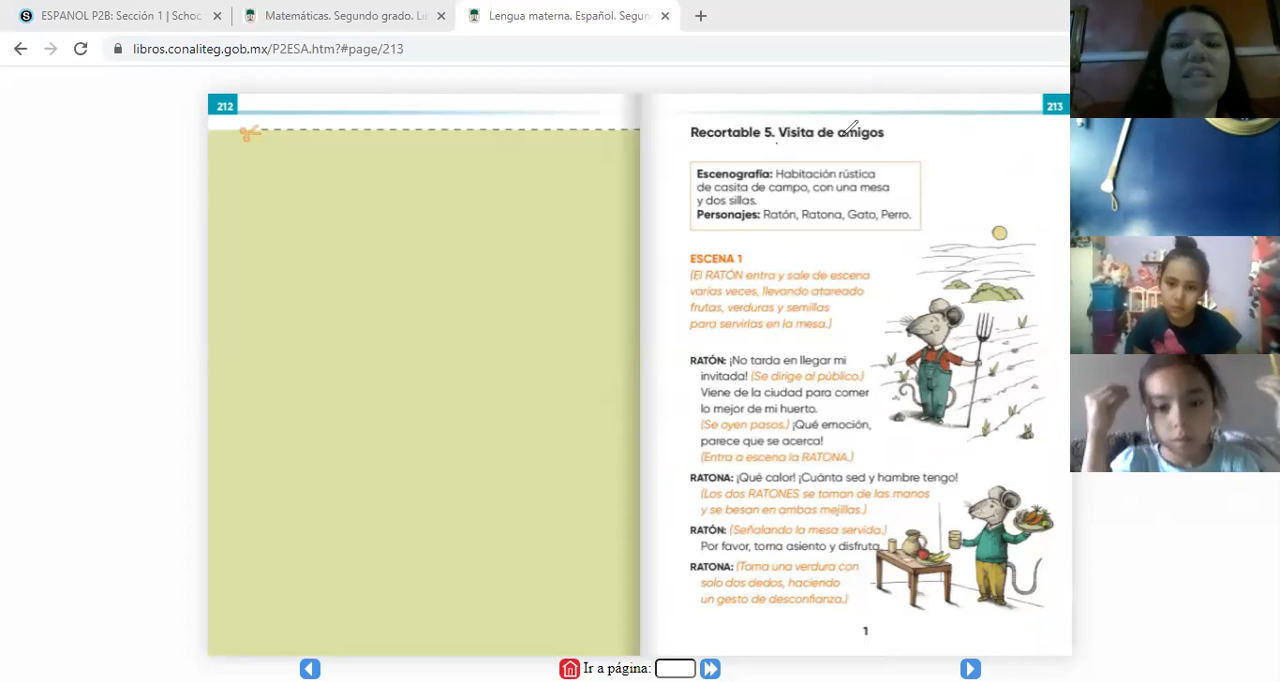 ESPANOL P2B: Sección 1 | Schoo
Matemáticas. Segundo grado. Li
Lengua materna. Español. Segun
libros.conaliteg.gob.mx/P2ESA.htm?#page/213
212
213
Recortable 5. Visita de amigos
Escenografía: Habitación rústica
de casita de campo, con una mesa
y dos sillas.
Personajes: Ratón, Ratona, Gato, Perro.
ESCENA 1
(El RATÓN entra y sale de escena
varias veces, llevando atareado
frutas, verduras y semillas
para servirlas en la mesa.)
RATÓN: ¡No tarda en llegar mi
invitada! (Se dirige al público.)
Viene de la ciudad para comer
lo mejor de mi huerto.
(Se oyen pasos.) ¡Qué emoción,
parece que se acerca!
(Entra a escena la RATONA.)
RATONA: ¡Qué calor! ¡Cuánta sed y hambre tengo!
(Los dos RATONES se toman de las manos
y se besan en ambas mejillas.)
RATÓN: (Señalando la mesa servida.)
Por favor, toma asiento y disfruta.
RATONA: (Toma una verdura con
solo dos dedos, haciendo
un gesto de desconfianza.)
1
Ir a página: